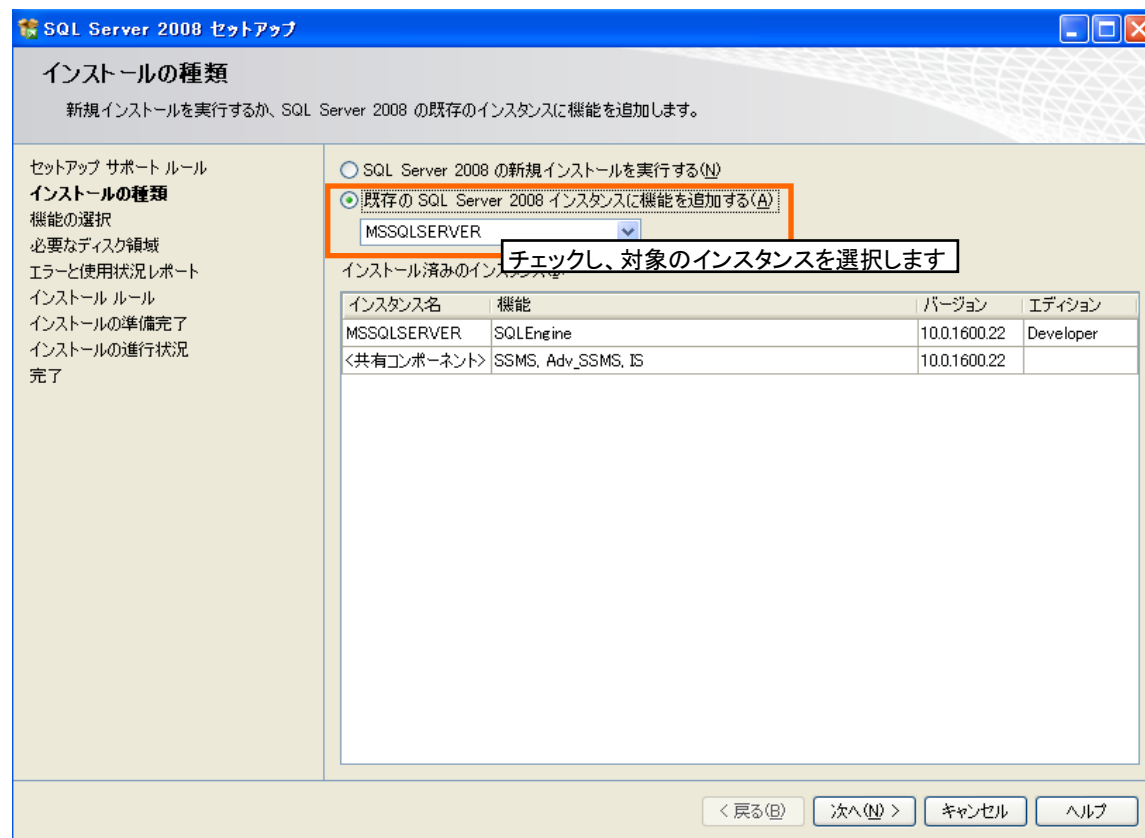 SQL Server 2008 セットアップ
インストールの種類
新規インストールを実行するか、SQL Server 2008 の既存のインスタンスに機能を追加します。
セットアップ サポート ルール
インストールの種類
機能の選択
必要なディスク領域
エラーと使用状況レポート
インストール ルール
インストールの準備完了
インストールの進行状況
完了
SQL Server 2008 の新規インストールを実行する(N)
既存の SQL Server 2008 インスタンスに機能を追加する(A)
MSSQLSERVER
チェックし、対象のインスタンスを選択します
インストール済みのイン
インスタンス名 機能 バージョン エディション
MSSQLSERVER SQLEngine 10.0.1600.22 Developer
<共有コンポーネント> SSMS, Adv_SSMS, IS 10.0.1600.22
< 戻る(B) 次へ(N) > キャンセル ヘルプ